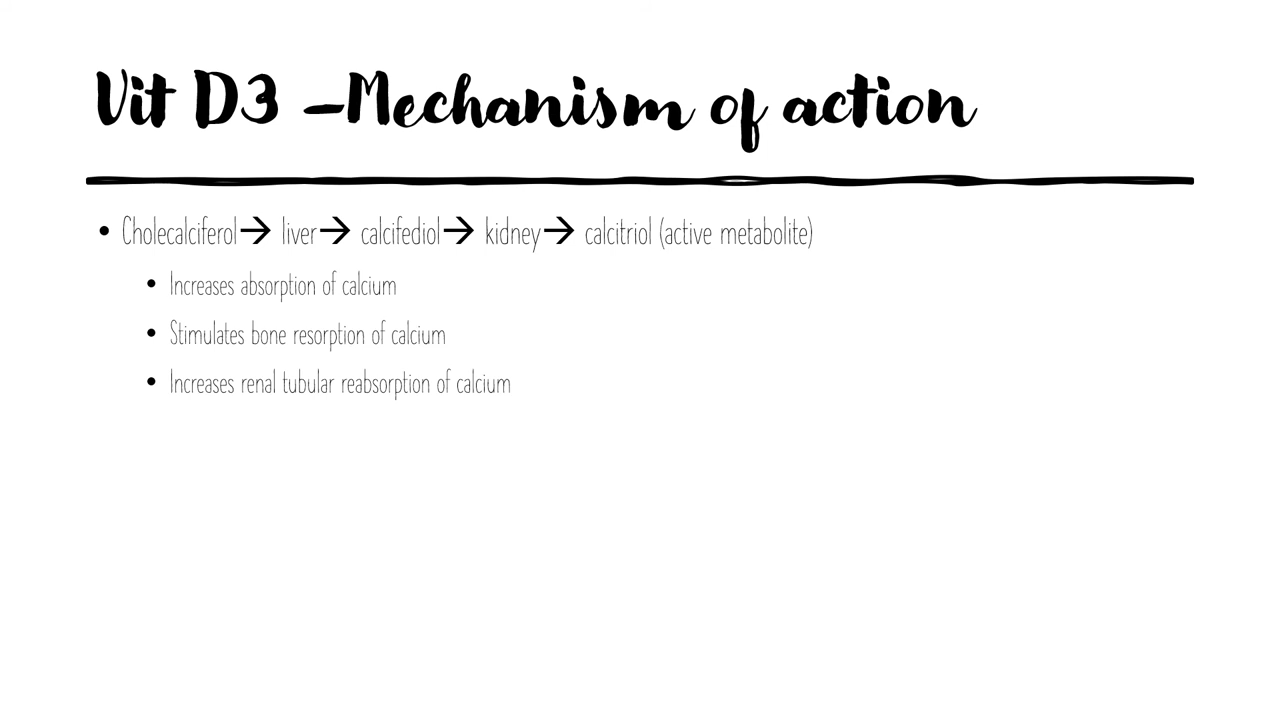 Vit D3 –Mechanism of action
• Cholecalciferol→ liver→ calcifediol→ kidney→ calcitriol (active metabolite)
• Increases absorption of calcium
• Stimulates bone resorption of calcium
• Increases renal tubular reabsorption of calcium